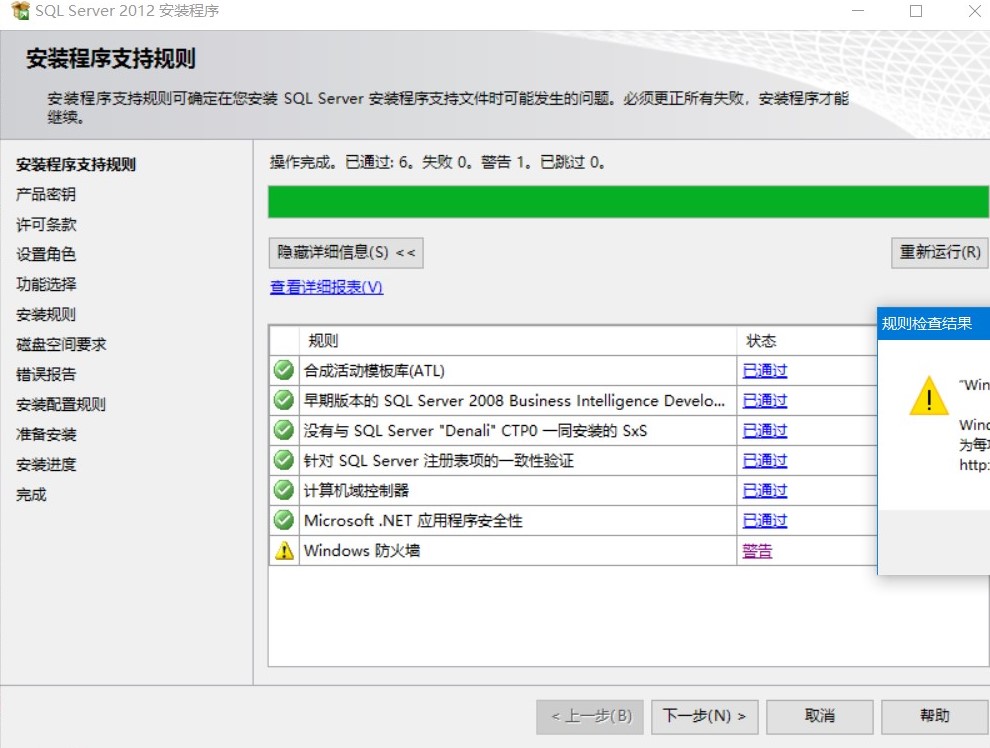 SQL Server 2012 安装程序
安装程序支持规则
安装程序支持规则可确定在您安装 SQL Server 安装程序支持文件时可能发生的问题。必须更正所有失败，安装程序才能
继续。
安装程序支持规则
产品密钥
许可条款
设置角色
功能选择
安装规则
磁盘空间要求
错误报告
安装配置规则
准备安装
安装进度
完成
操作完成。已通过: 6。失败 0。警告 1。已跳过 0。
隐藏详细信息(S) <<
重新运行(R)
查看详细报表(V)
规则 状态
合成活动模板库(ATL) 已通过
早期版本的 SQL Server 2008 Business Intelligence Develo... 已通过
没有与 SQL Server "Denali" CTP0 一同安装的 SxS 已通过
针对 SQL Server 注册表项的一致性验证 已通过
计算机域控制器 已通过
Microsoft .NET 应用程序安全性 已通过
Windows 防火墙 警告
规则检查结果
"Win
Wind
为每
http:
< 上一步(B)
下一步(N) >
取消
帮助